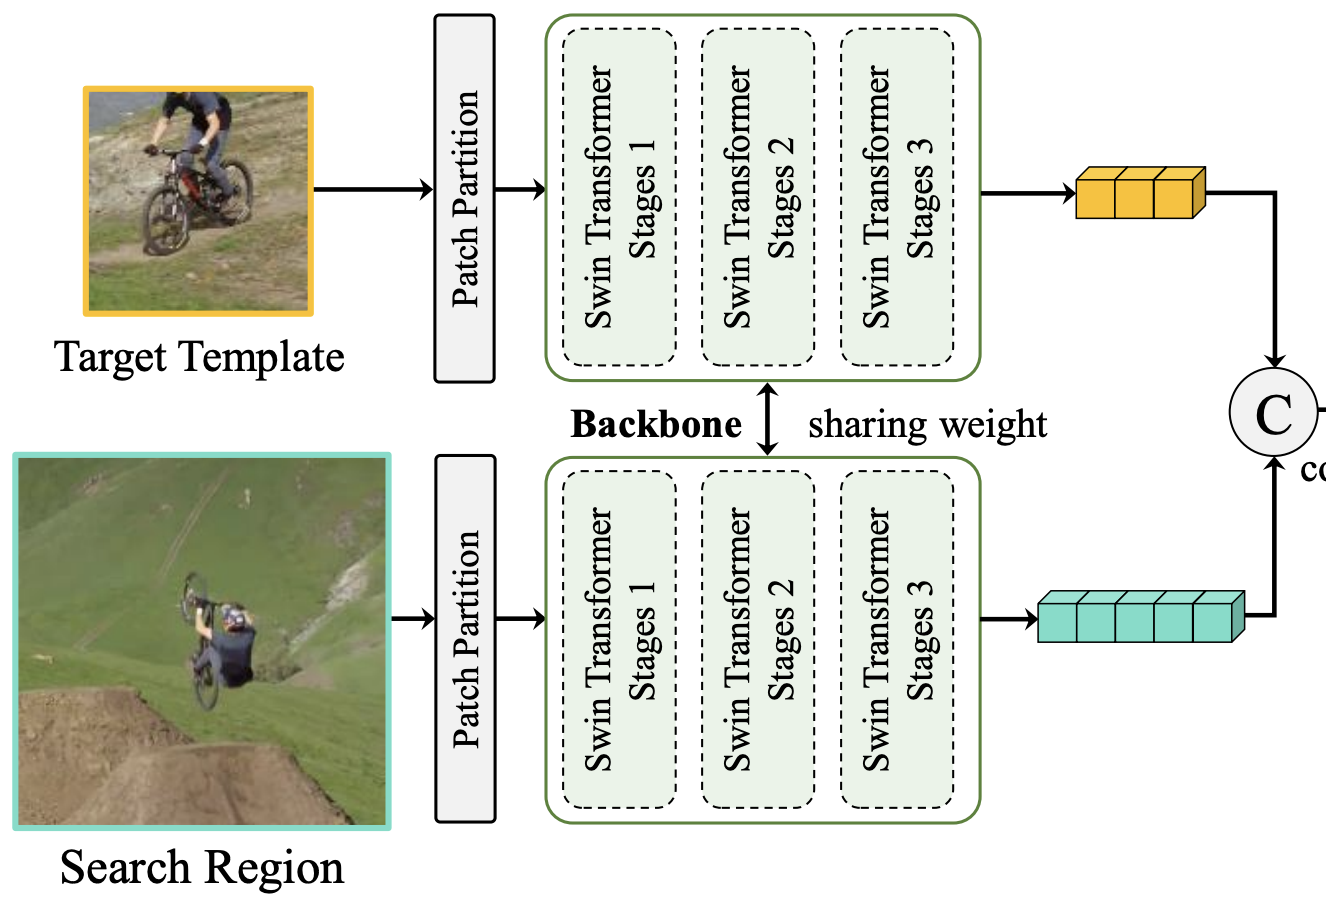 Patch Partition
Swin Transformer
Stages 1
Swin Transformer
Stages 2
Swin Transformer
Stages 3
Target Template
Backbone
sharing weight
C
Patch Partition
Swin Transformer
Stages 1
Swin Transformer
Stages 2
Swin Transformer
Stages 3
Search Region